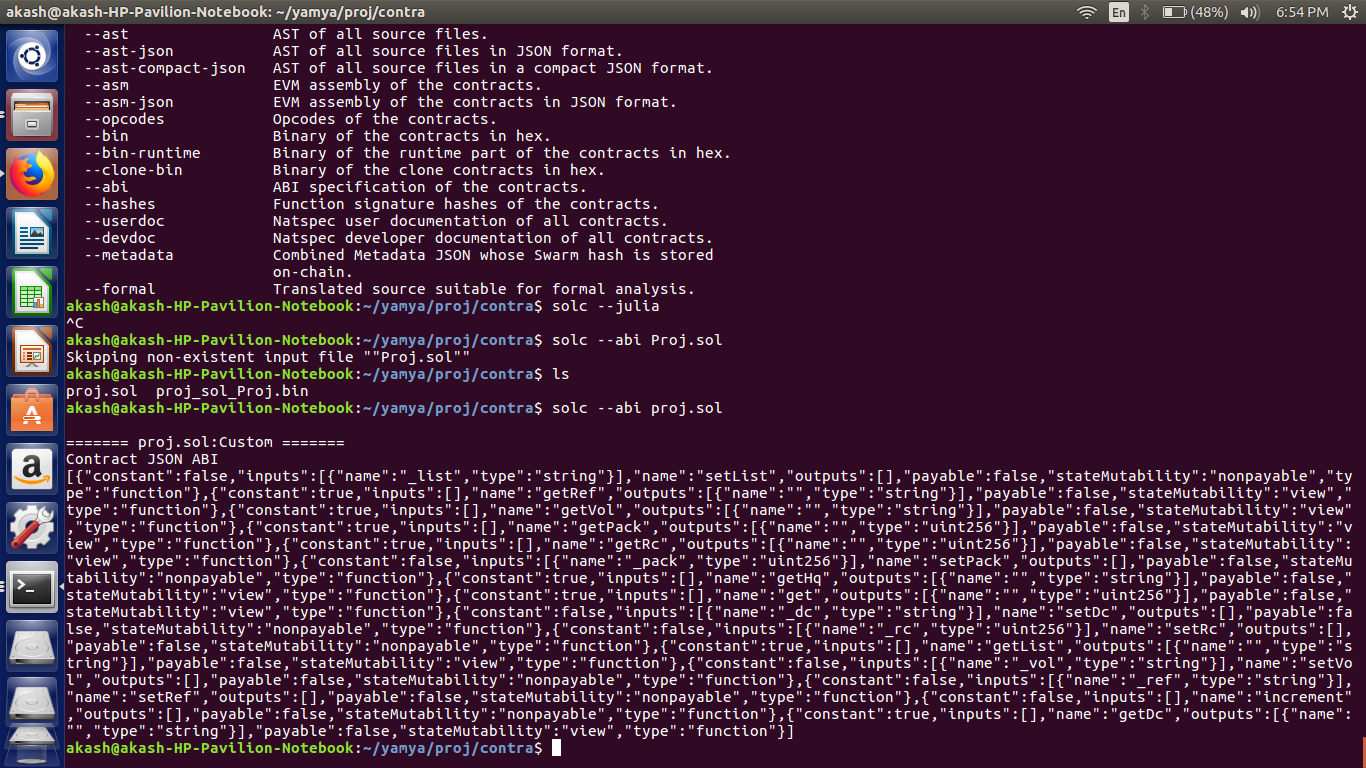 akash@akash-HP-Pavilion-Notebook: ~/yamya/proj/contra
En
(48%)
6:54 PM
--ast AST of all source files.
--ast-json AST of all source files in JSON format.
--ast-compact-json AST of all source files in a compact JSON format.
--asm EVM assembly of the contracts.
--asm-json EVM assembly of the contracts in JSON format.
--opcodes Opcodes of the contracts.
--bin Binary of the contracts in hex.
--bin-runtime Binary of the runtime part of the contracts in hex.
--clone-bin Binary of the clone contracts in hex.
--abi ABI specification of the contracts.
--hashes Function signature hashes of the contracts.
--userdoc Natspec user documentation of all contracts.
--devdoc Natspec developer documentation of all contracts.
--metadata Combined Metadata JSON whose Swarm hash is stored
on-chain.
--formal Translated source suitable for formal analysis.
akash@akash-HP-Pavilion-Notebook:~/yamya/proj/contra$ solc --julia
^C
akash@akash-HP-Pavilion-Notebook:~/yamya/proj/contra$ solc --abi Proj.sol
Skipping non-existent input file ""Proj.sol""
akash@akash-HP-Pavilion-Notebook:~/yamya/proj/contra$ ls
proj.sol  proj_sol_Proj.bin
akash@akash-HP-Pavilion-Notebook:~/yamya/proj/contra$ solc --abi proj.sol
======= proj.sol:Custom =======
Contract JSON ABI
[{"constant":false,"inputs":[{"name":"_list","type":"string"}],"name":"setList","outputs":[],"payable":false,"stateMutability":"nonpayable","ty
pe":"function"},{"constant":true,"inputs":[],"name":"getRef","outputs":[{"name":"","type":"string"}],"payable":false,"stateMutability":"view","
type":"function"},{"constant":true,"inputs":[],"name":"getVol","outputs":[{"name":"","type":"string"}],"payable":false,"stateMutability":"view"
,"type":"function"},{"constant":true,"inputs":[],"name":"getPack","outputs":[{"name":"","type":"uint256"}],"payable":false,"stateMutability":"v
iew","type":"function"},{"constant":true,"inputs":[],"name":"getRc","outputs":[{"name":"","type":"uint256"}],"payable":false,"stateMutability":
"view","type":"function"},{"constant":false,"inputs":[{"name":"_pack","type":"uint256"}],"name":"setPack","outputs":[],"payable":false,"stateMu
tability":"nonpayable","type":"function"},{"constant":true,"inputs":[],"name":"getHq","outputs":[{"name":"","type":"string"}],"payable":false,"
stateMutability":"view","type":"function"},{"constant":true,"inputs":[],"name":"get","outputs":[{"name":"","type":"uint256"}],"payable":false,"
stateMutability":"view","type":"function"},{"constant":false,"inputs":[{"name":"_dc","type":"string"}],"name":"setDc","outputs":[],"payable":fa
lse,"stateMutability":"nonpayable","type":"function"},{"constant":false,"inputs":[{"name":"_rc","type":"uint256"}],"name":"setRc","outputs":[],
"payable":false,"stateMutability":"nonpayable","type":"function"},{"constant":true,"inputs":[],"name":"getList","outputs":[{"name":"","type":"s
tring"}],"payable":false,"stateMutability":"view","type":"function"},{"constant":false,"inputs":[{"name":"_vol","type":"string"}],"name":"setVo
l","outputs":[],"payable":false,"stateMutability":"nonpayable","type":"function"},{"constant":false,"inputs":[{"name":"_ref","type":"string"}],
"name":"setRef","outputs":[],"payable":false,"stateMutability":"nonpayable","type":"function"},{"constant":false,"inputs":[],"name":"increment"
,"outputs":[],"payable":false,"stateMutability":"nonpayable","type":"function"},{"constant":true,"inputs":[],"name":"getDc","outputs":[{"name":
"","type":"string"}],"payable":false,"stateMutability":"view","type":"function"}]
akash@akash-HP-Pavilion-Notebook:~/yamya/proj/contra$